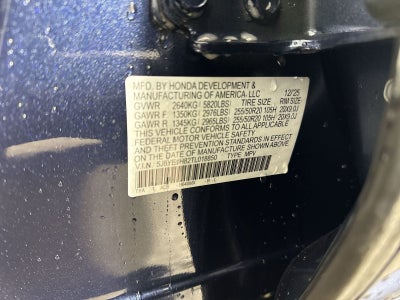 MFD. BY HONDA DEVELOPMENT &
MANUFACTURING OF AMERICA, LLC 12/25
GVWR 2640KG( 5820LBS) TIRE SIZE RIM SIZE
GAWR F 1350KG( 2976LBS) 255/50R20 105H 20X9.0J
GAWR R 1345KG( 2965LBS) 255/50R20 105H 20X9.0J
THIS VEHICLE CONFORMS TO ALL APPLICABLE
FEDERAL MOTOR VEHICLE SAFETY, BUMPER,
AND THEFT PREVENTION STANDARDS IN EFFECT
ON THE DATE OF MANUFACTURE SHOWN ABOVE.
V.I.N.: TYPE: MPV